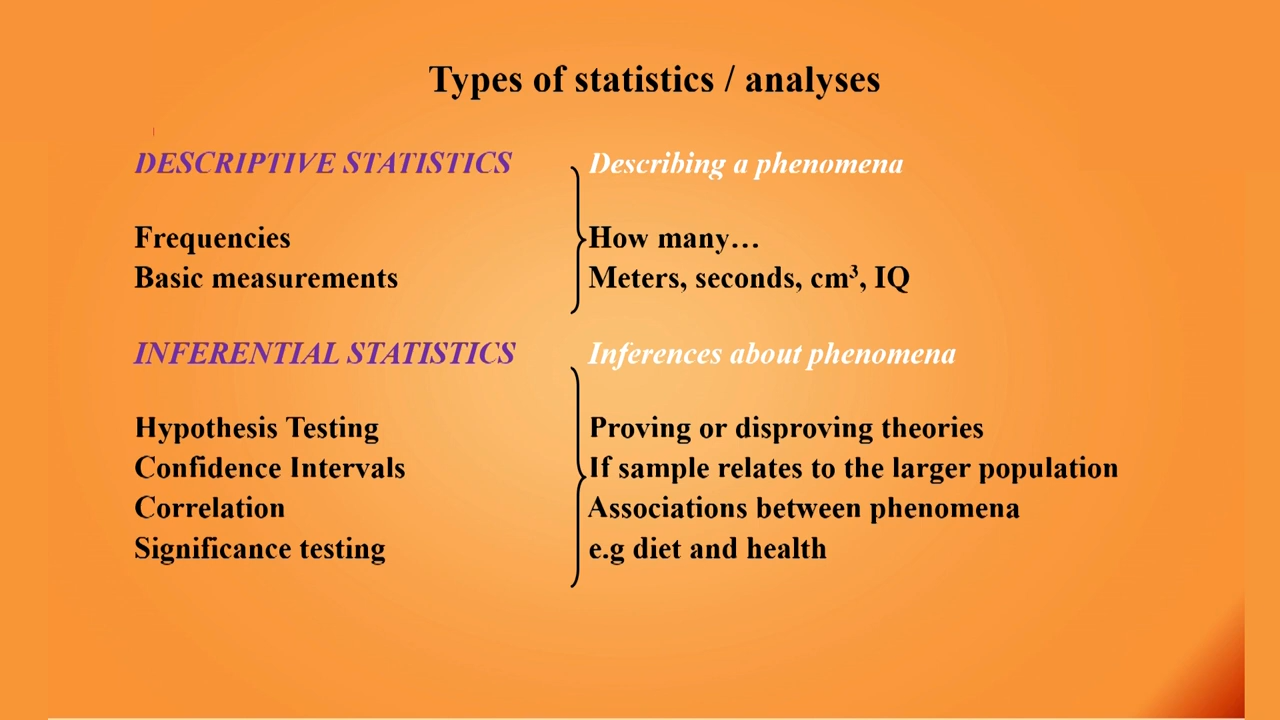 Types of statistics / analyses
DESCRIPTIVE STATISTICS Describing a phenomena
Frequencies How many…
Basic measurements Meters, seconds, cm³, IQ
INFERENTIAL STATISTICS Inferences about phenomena
Hypothesis Testing Proving or disproving theories
Confidence Intervals If sample relates to the larger population
Correlation Associations between phenomena
Significance testing e.g diet and health